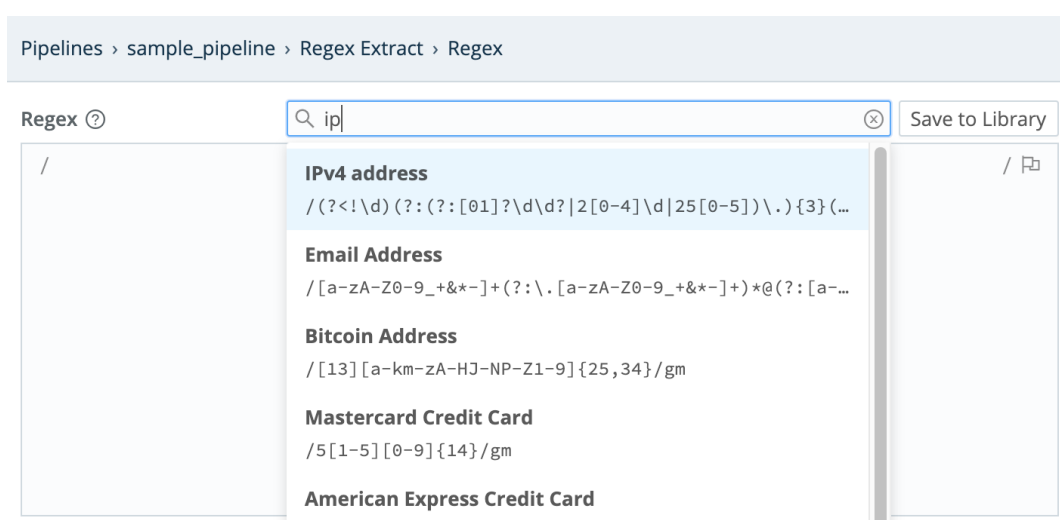 Pipelines › sample_pipeline › Regex Extract › Regex
Regex
ip
Save to Library
/
/
IPv4 address
/(?<!\d)(?:(?:[01]?\d\d?|2[0-4]\d|25[0-5])\.){3}(…
Email Address
/[a-zA-Z0-9_+&*-]+(?:\.[a-zA-Z0-9_+&*-]+)*@(?:[a-…
Bitcoin Address
/[13][a-km-zA-HJ-NP-Z1-9]{25,34}/gm
Mastercard Credit Card
/5[1-5][0-9]{14}/gm
American Express Credit Card